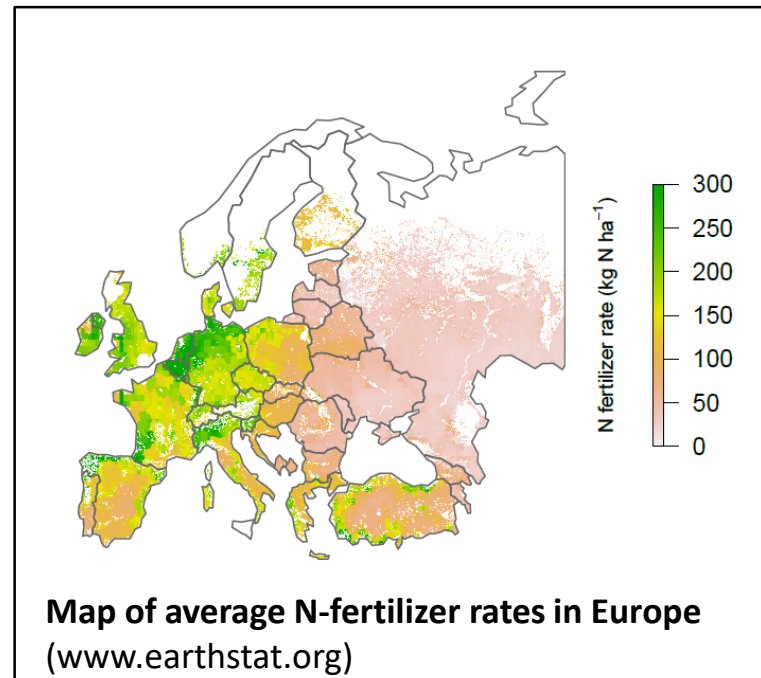 300
250
200
150
100
50
0
N fertilizer rate (kg N ha⁻¹)
Map of average N-fertilizer rates in Europe
(www.earthstat.org)